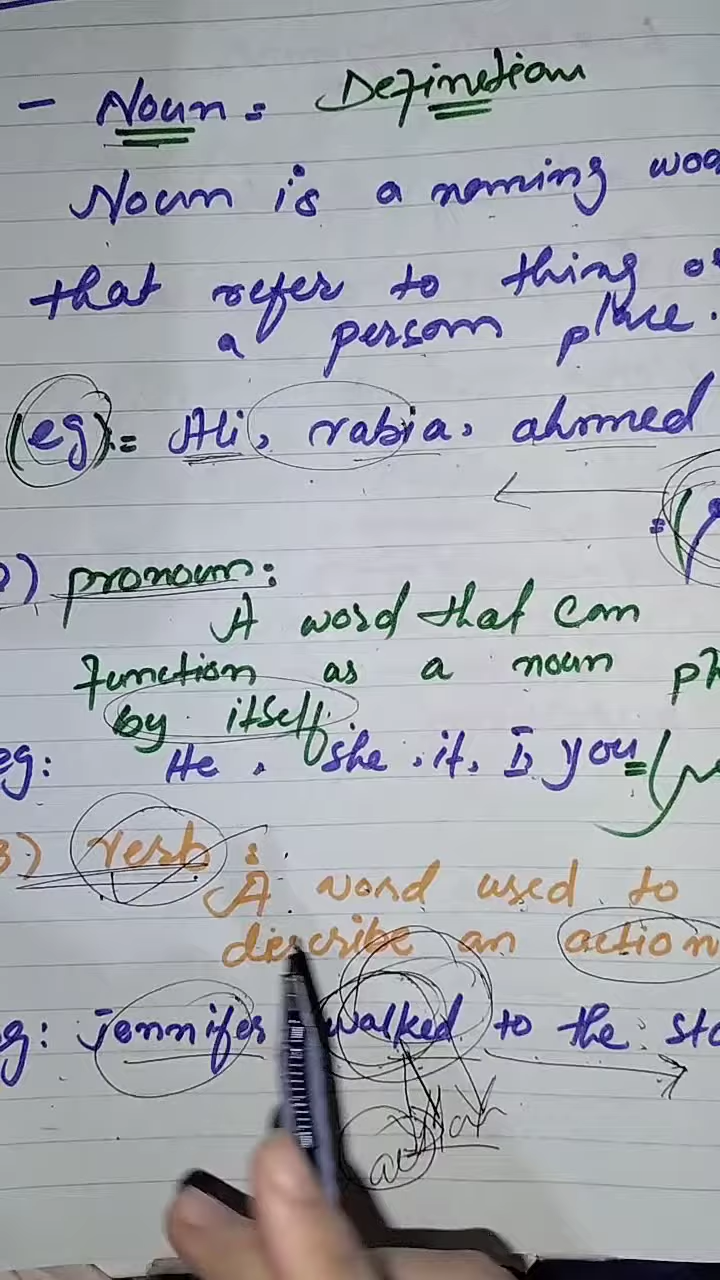 - Noun = Definetion
Noun is a naming
that refer to thing
a person place.
(eg) = Ali, rabia, ahmed
) pronoun:
A word that can
function as a noun
by itself.
eg: He, she, it, I, you =
3) verb:
A word used to
describe an action
eg: jennifer walked to the
action